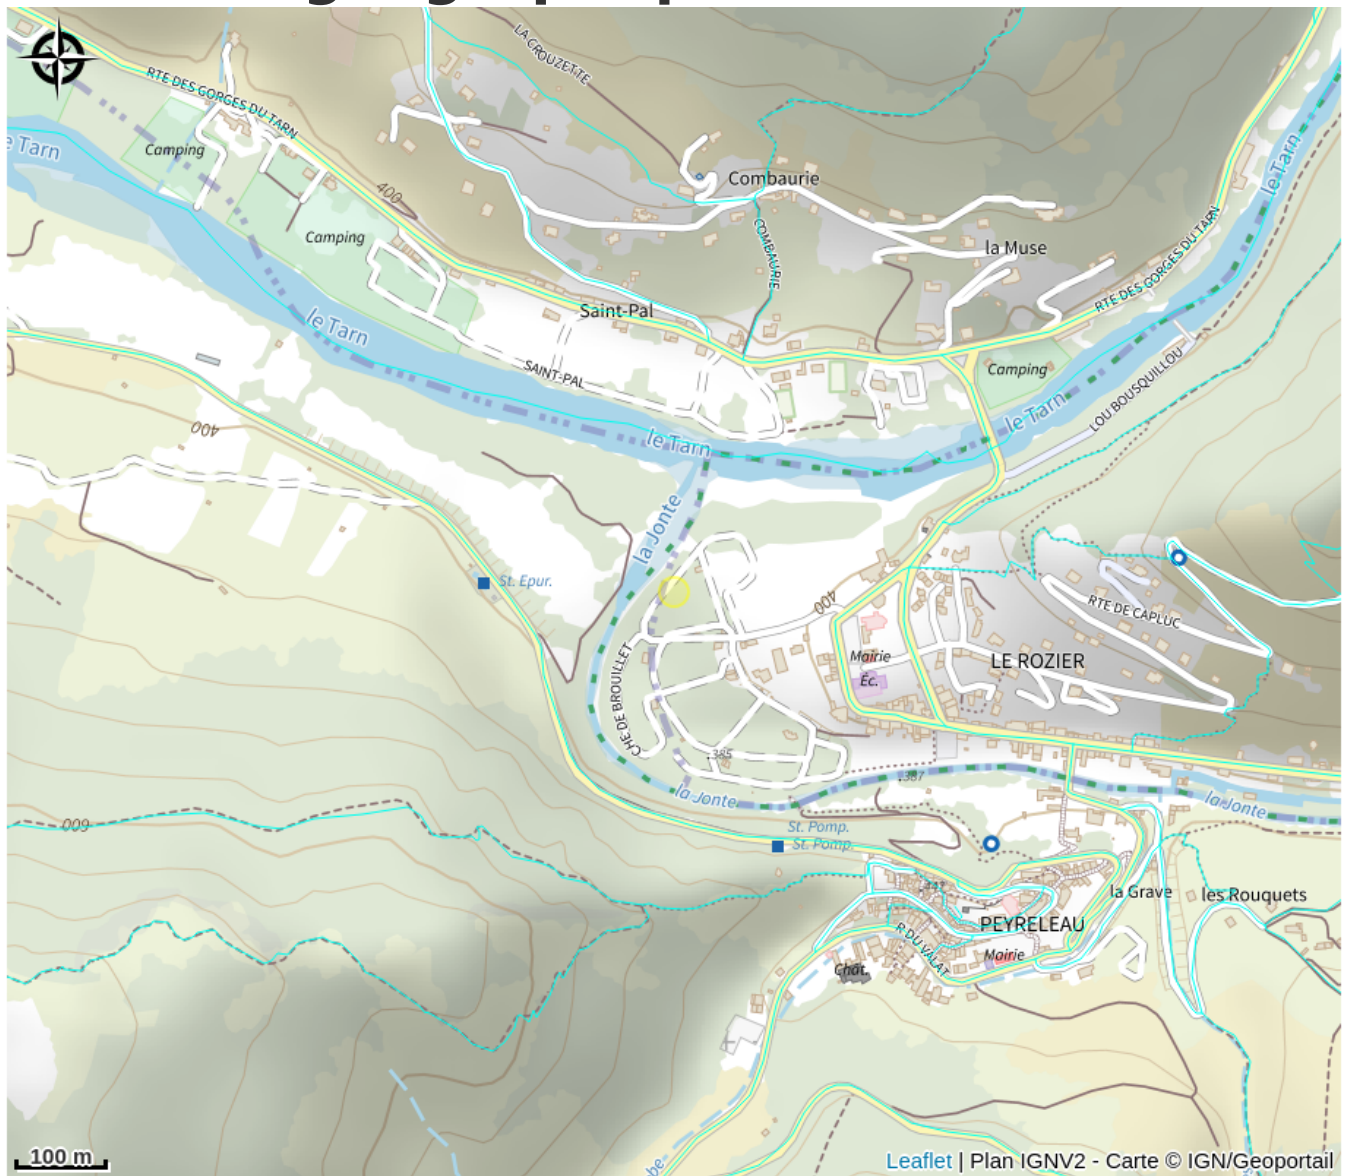 LA CROUZETTE
RTE DES GORGES DU TARN
le Tarn
Camping
400
Combaurie
le Tarn
COMBAURIE
RTE DES GORGES DU TARN
Camping
la Muse
Saint-Pal
le Tarn
SAINT-PAL
Camping
LOU BOUSQUILLOU
le Tarn
400
le Tarn
la Jonte
St. Epur.
400
RTE DE CAPLUC
Mairie
LE ROZIER
Éc.
CHE DE BROUILLET
.385
.387
la Jonte
la Jonte
600
St. Pomp.
St. Pomp.
.447
la Grave
les Rouquets
PEYRELEAU
R DU VALAT
Mairie
Chât.
100 m
Leaflet | Plan IGNV2 - Carte © IGN/Geoportail